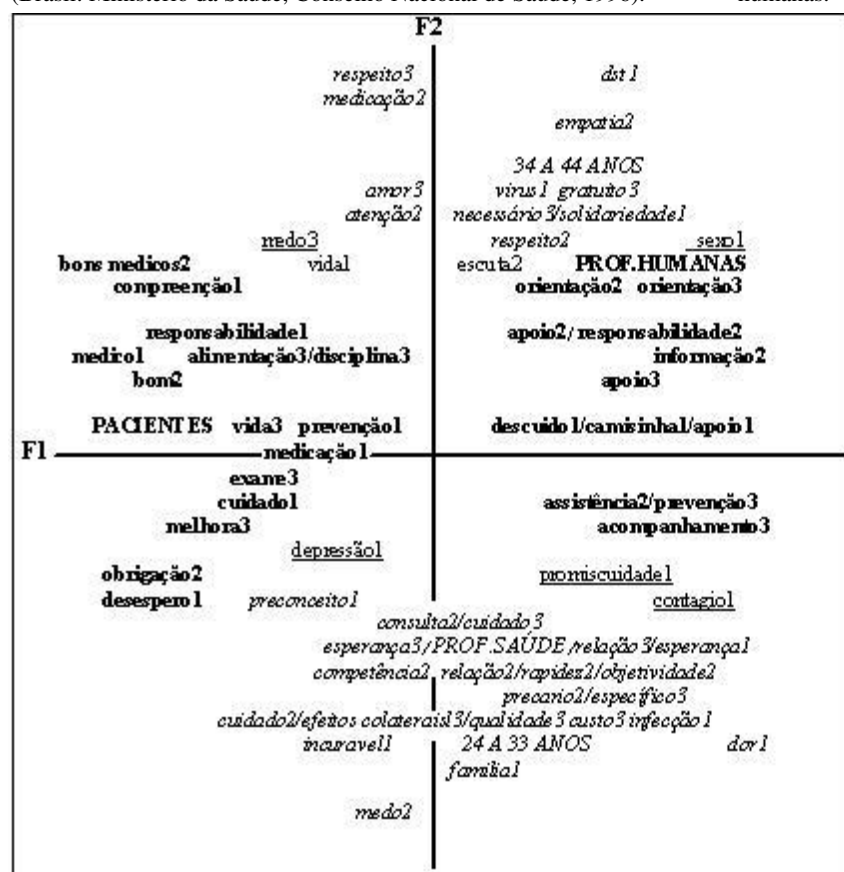 (Brasil. Ministério da Saúde, Conselho Nacional de Saúde, 1996). humanas.
F2
respeito3 dst1
medicação2
empatia2
34 A 44 ANOS
amor3 virus1 gratuito3
atenção2 necessário3/solidariedade1
medo3 respeito2 sexo1
bons medicos2 vida1 escuta2 PROF.HUMANAS
compreenção1 orientação2 orientação3
responsabilidade1 apoio2/responsabilidade2
medico1 alimentação3/disciplina3 informação2
bom2 apoio3
PACIENTES vida3 prevenção1 descuido1/camisinha1/apoio1
F1 medicação1
exame3
cuidado1 assistência2/prevenção3
melhora3 acompanhamento3
depressão1
obrigação2 promiscuidade1
desespero1 preconceito1 contagio1
consulta2/cuidado3
esperança3/PROF.SAÚDE/relação3/esperança1
competência2 relação2/rapidez2/objetividade2
precario2/específico3
cuidado2/efeitos colaterais13/qualidade3 custo3 infecção1
incuravel1 24 A 33 ANOS dor1
familia1
medo2